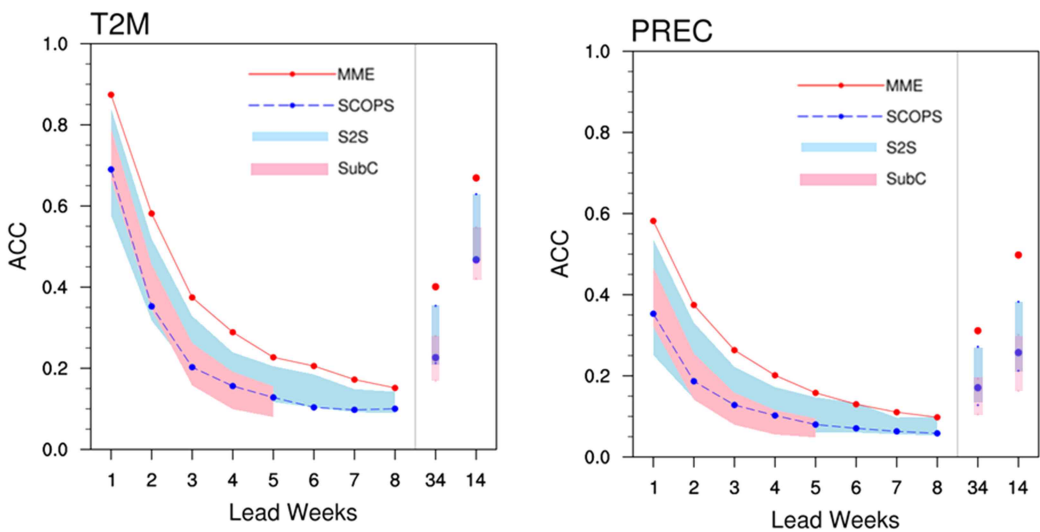 T2M
1.0
0.8
0.6
0.4
0.2
0.0
ACC
MME
SCOPS
S2S
SubC
1 2 3 4 5 6 7 8 34 14
Lead Weeks
PREC
1.0
0.8
0.6
0.4
0.2
0.0
ACC
MME
SCOPS
S2S
SubC
1 2 3 4 5 6 7 8 34 14
Lead Weeks